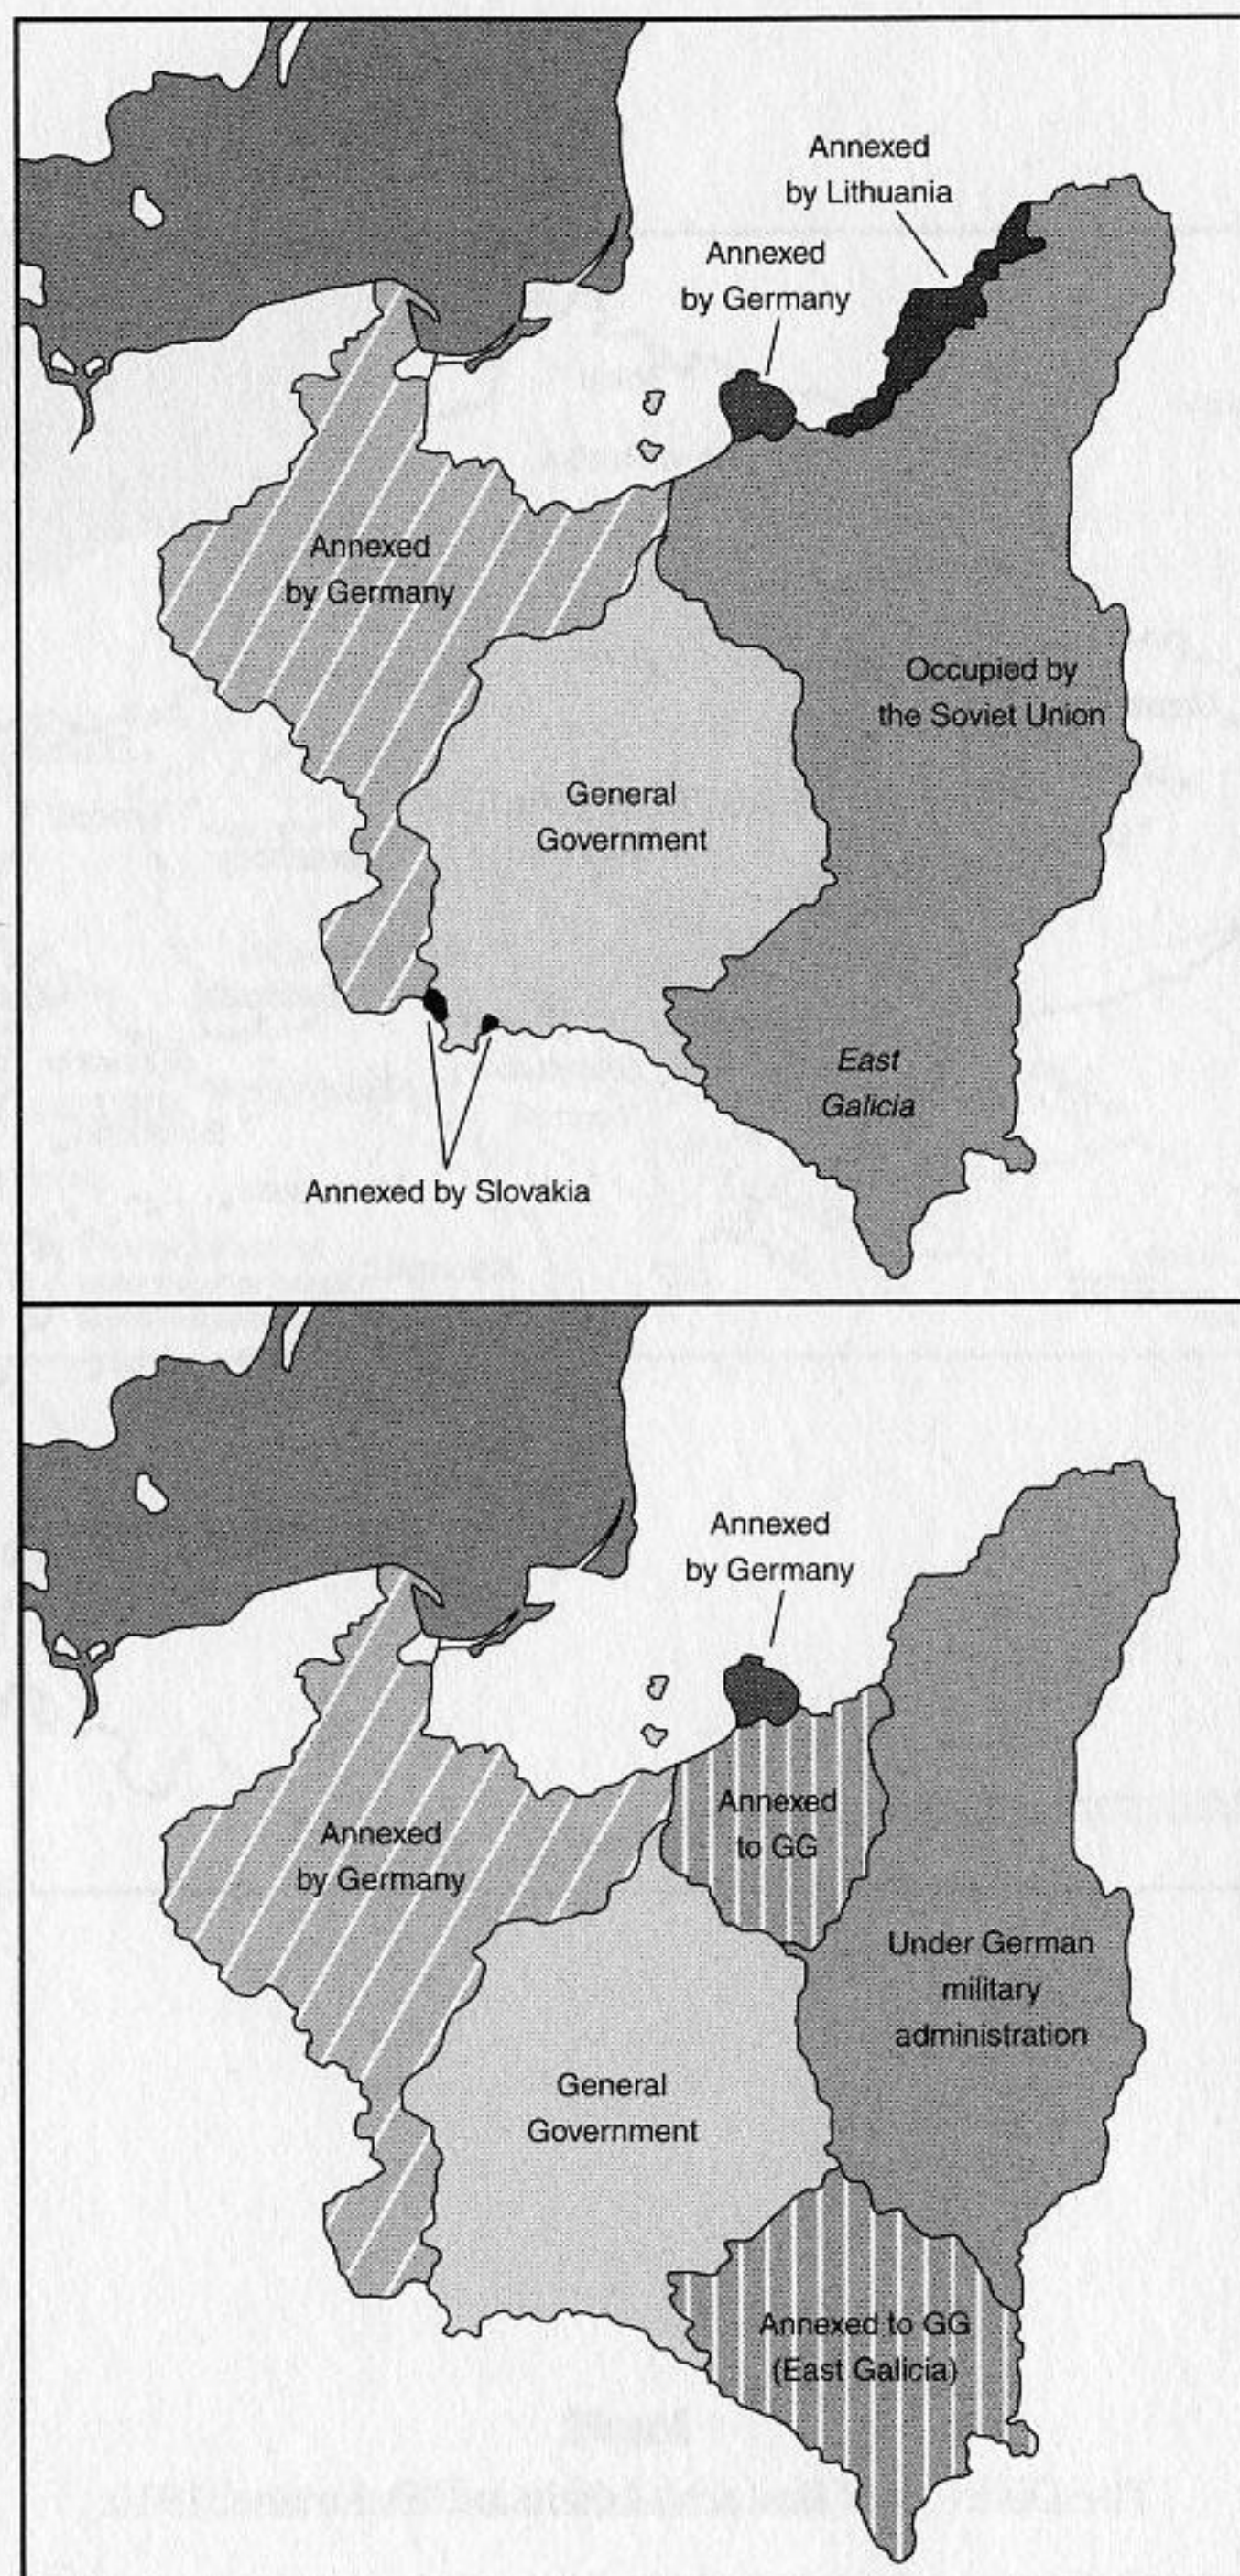 Annexed
by Lithuania
Annexed
by Germany
Annexed
by Germany
Occupied by
the Soviet Union
General
Government
East
Galicia
Annexed by Slovakia
Annexed
by Germany
Annexed
to GG
Annexed
by Germany
Under German
military
administration
General
Government
Annexed to GG
(East Galicia)